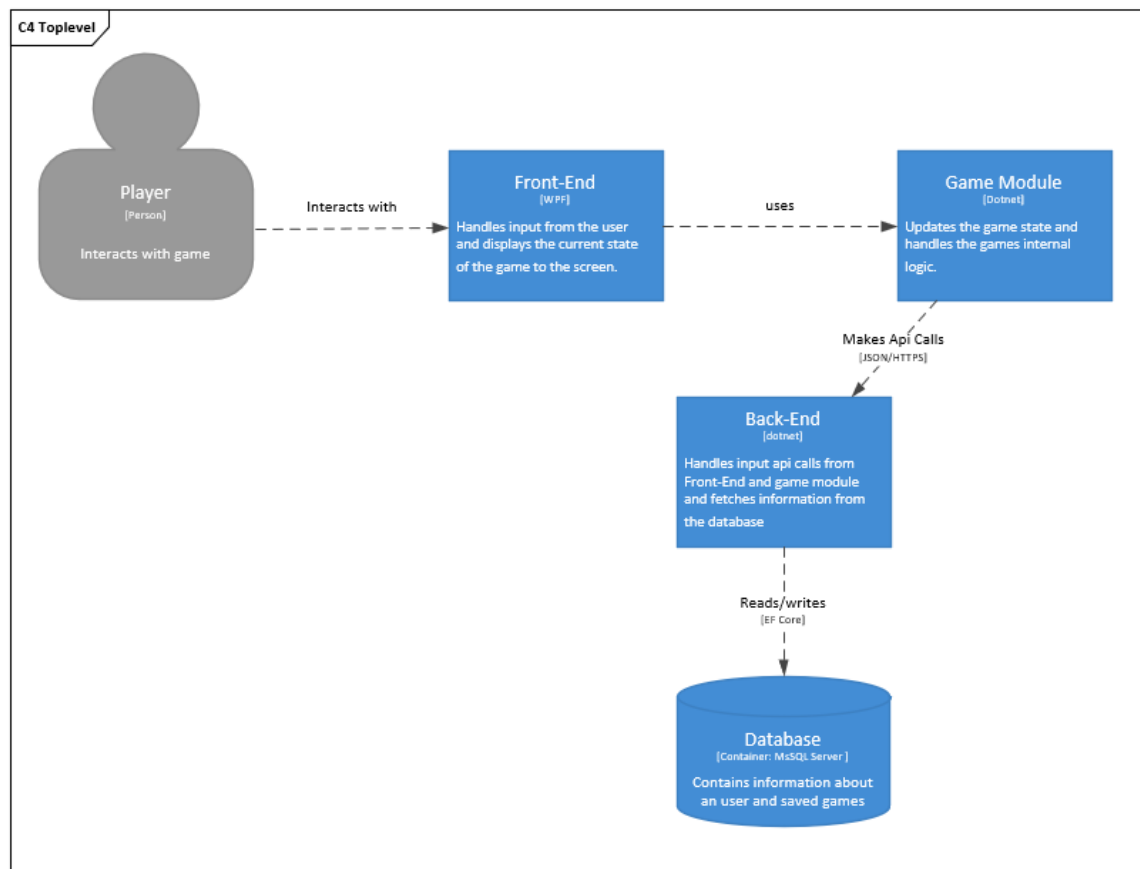 C4 Toplevel
Player
[Person]
Interacts with game
Interacts with
Front-End
[WPF]
Handles input from the user
and displays the current state
of the game to the screen.
uses
Game Module
[Dotnet]
Updates the game state and
handles the games internal
logic.
Makes Api Calls
[JSON/HTTPS]
Back-End
[dotnet]
Handles input api calls from
Front-End and game module
and fetches information from
the database
Reads/writes
[EF Core]
Database
[Container: MsSQL Server ]
Contains information about
an user and saved games